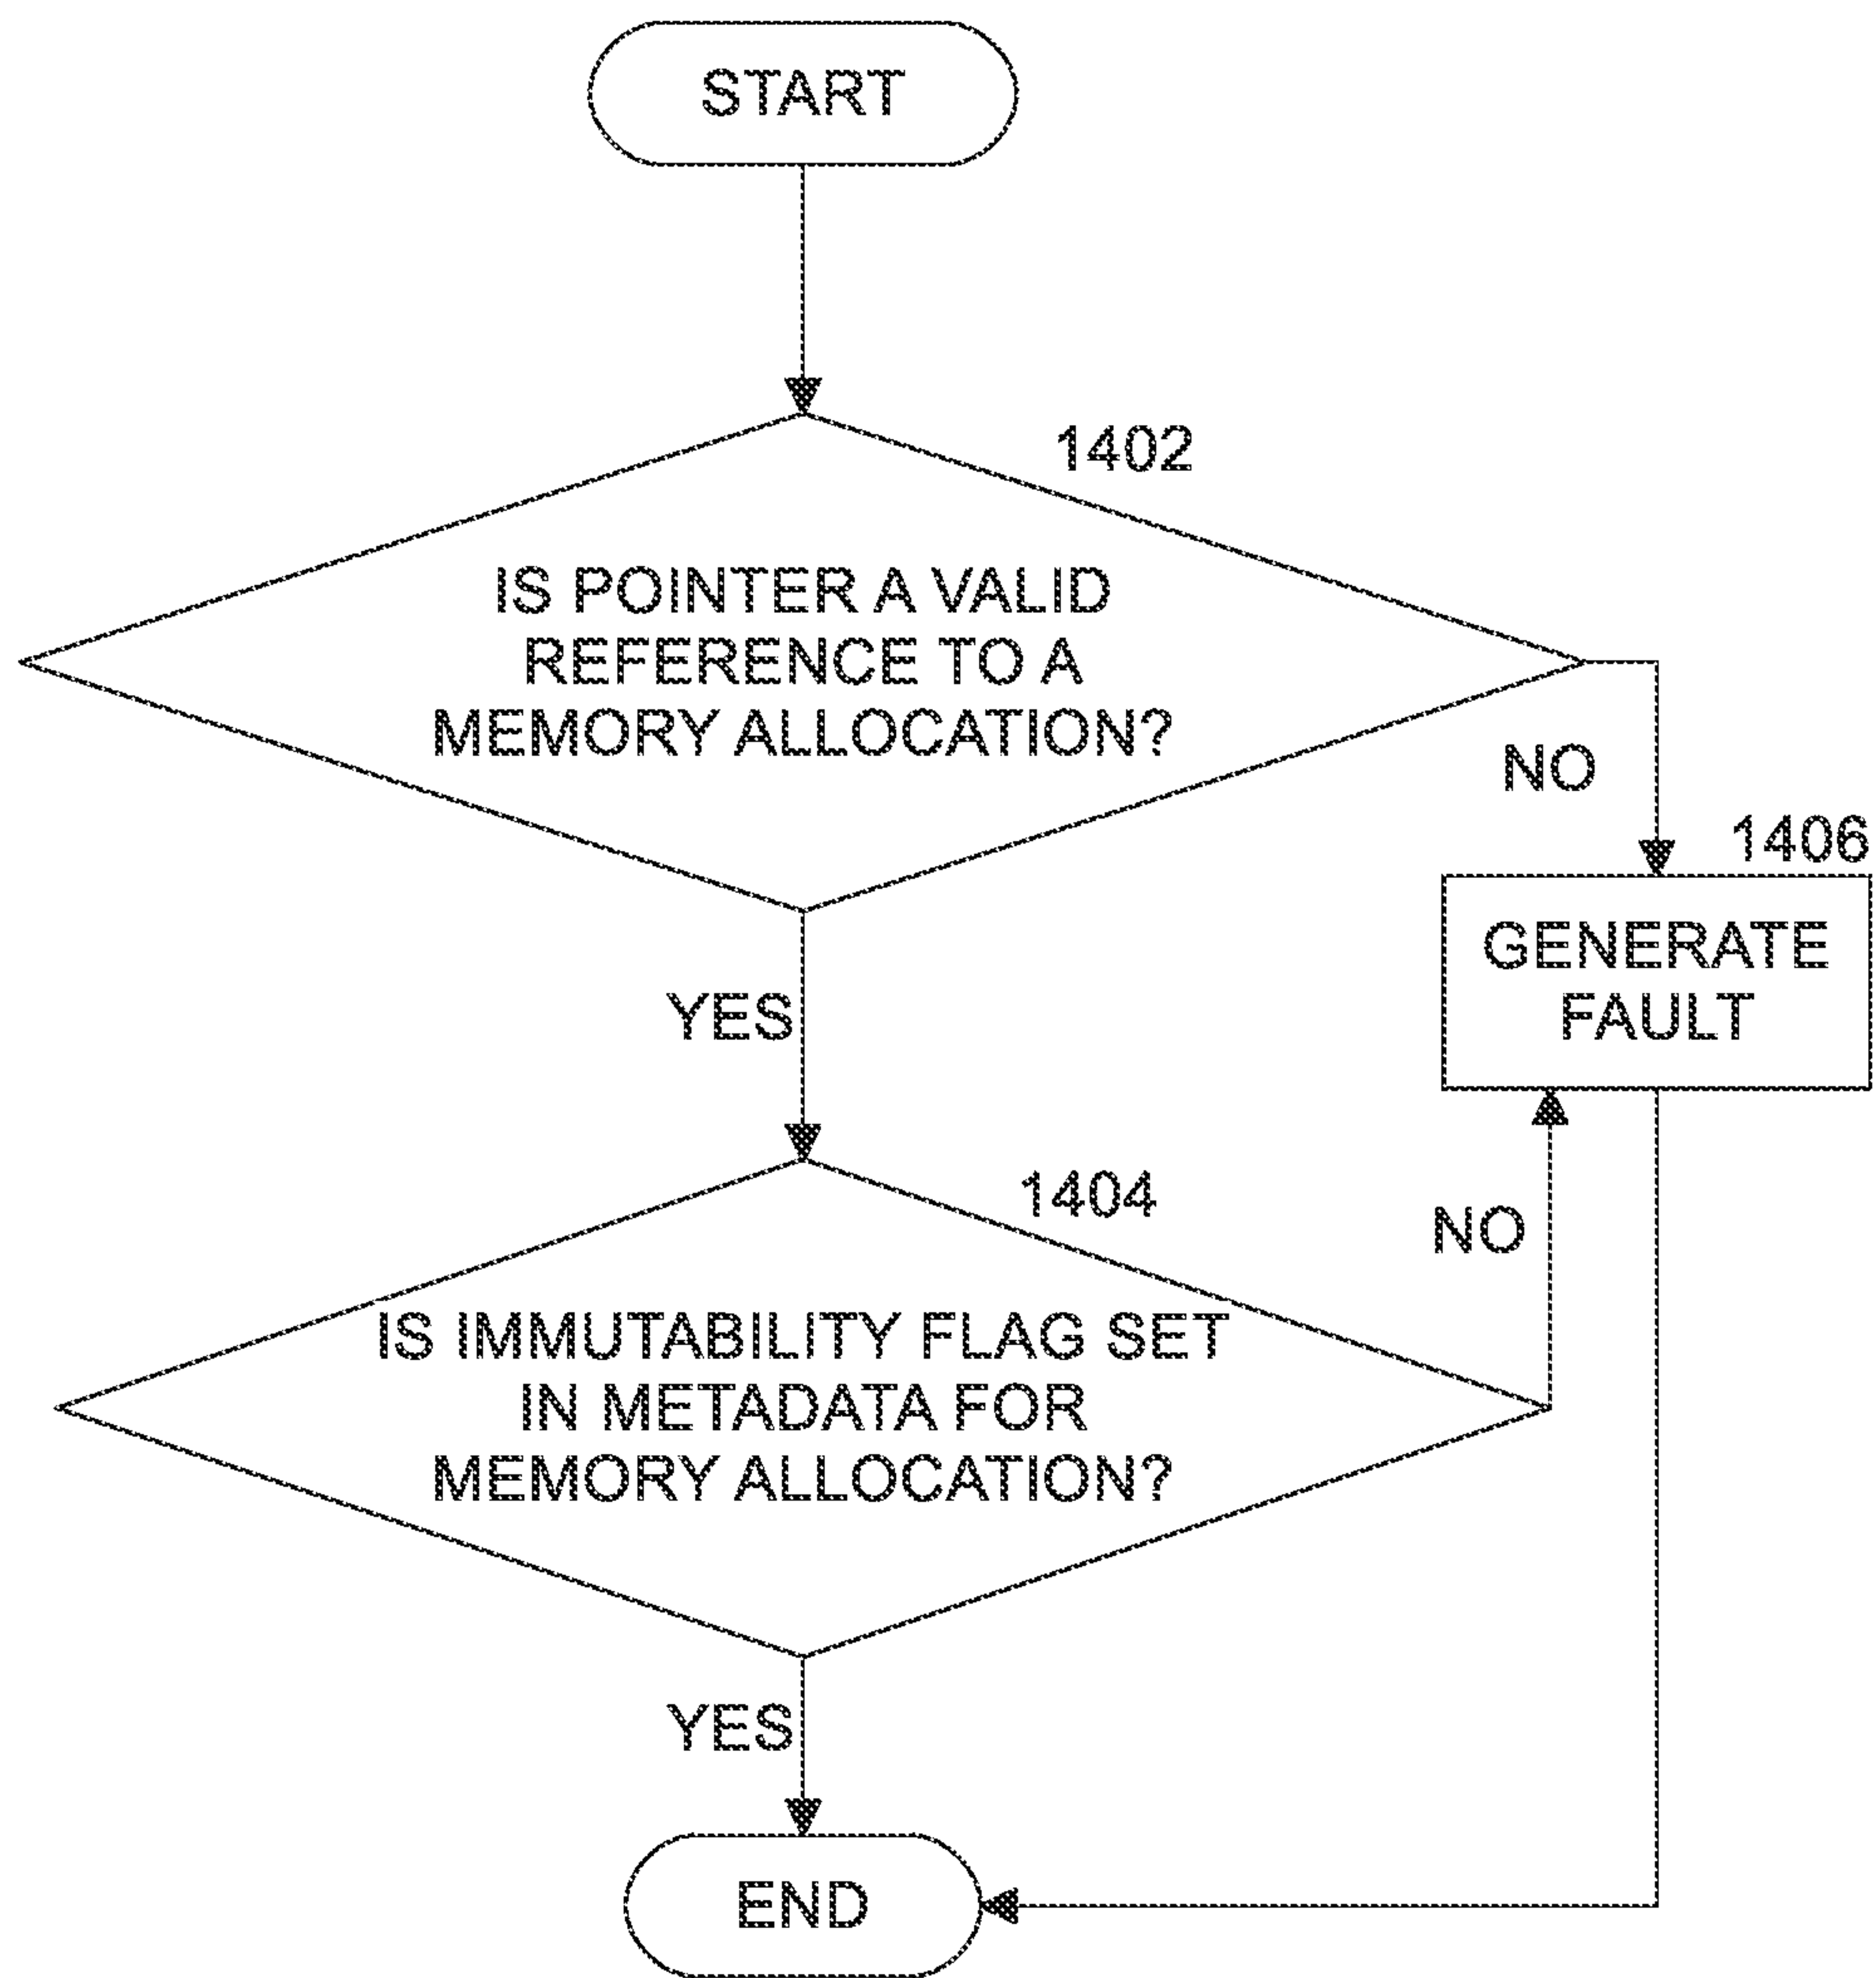 START
1402
IS POINTER A VALID
REFERENCE TO A
MEMORY ALLOCATION?
NO
1406
GENERATE
FAULT
YES
1404
NO
IS IMMUTABILITY FLAG SET
IN METADATA FOR
MEMORY ALLOCATION?
YES
END